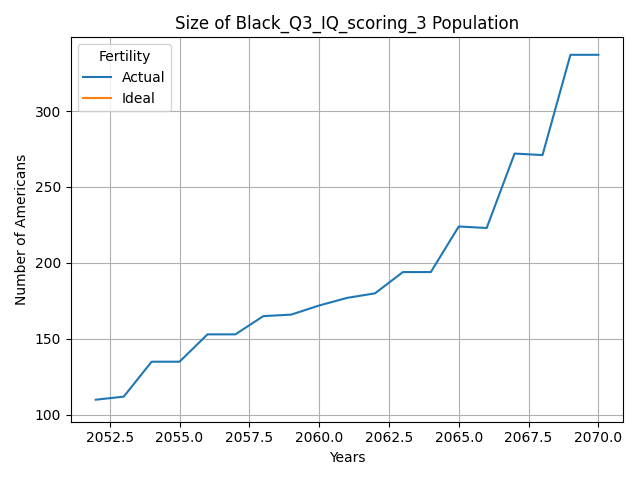 Size of Black_Q3_IQ_scoring_3 Population
Fertility
Actual
Ideal
Number of Americans
300
250
200
150
100
2052.5 2055.0 2057.5 2060.0 2062.5 2065.0 2067.5 2070.0
Years